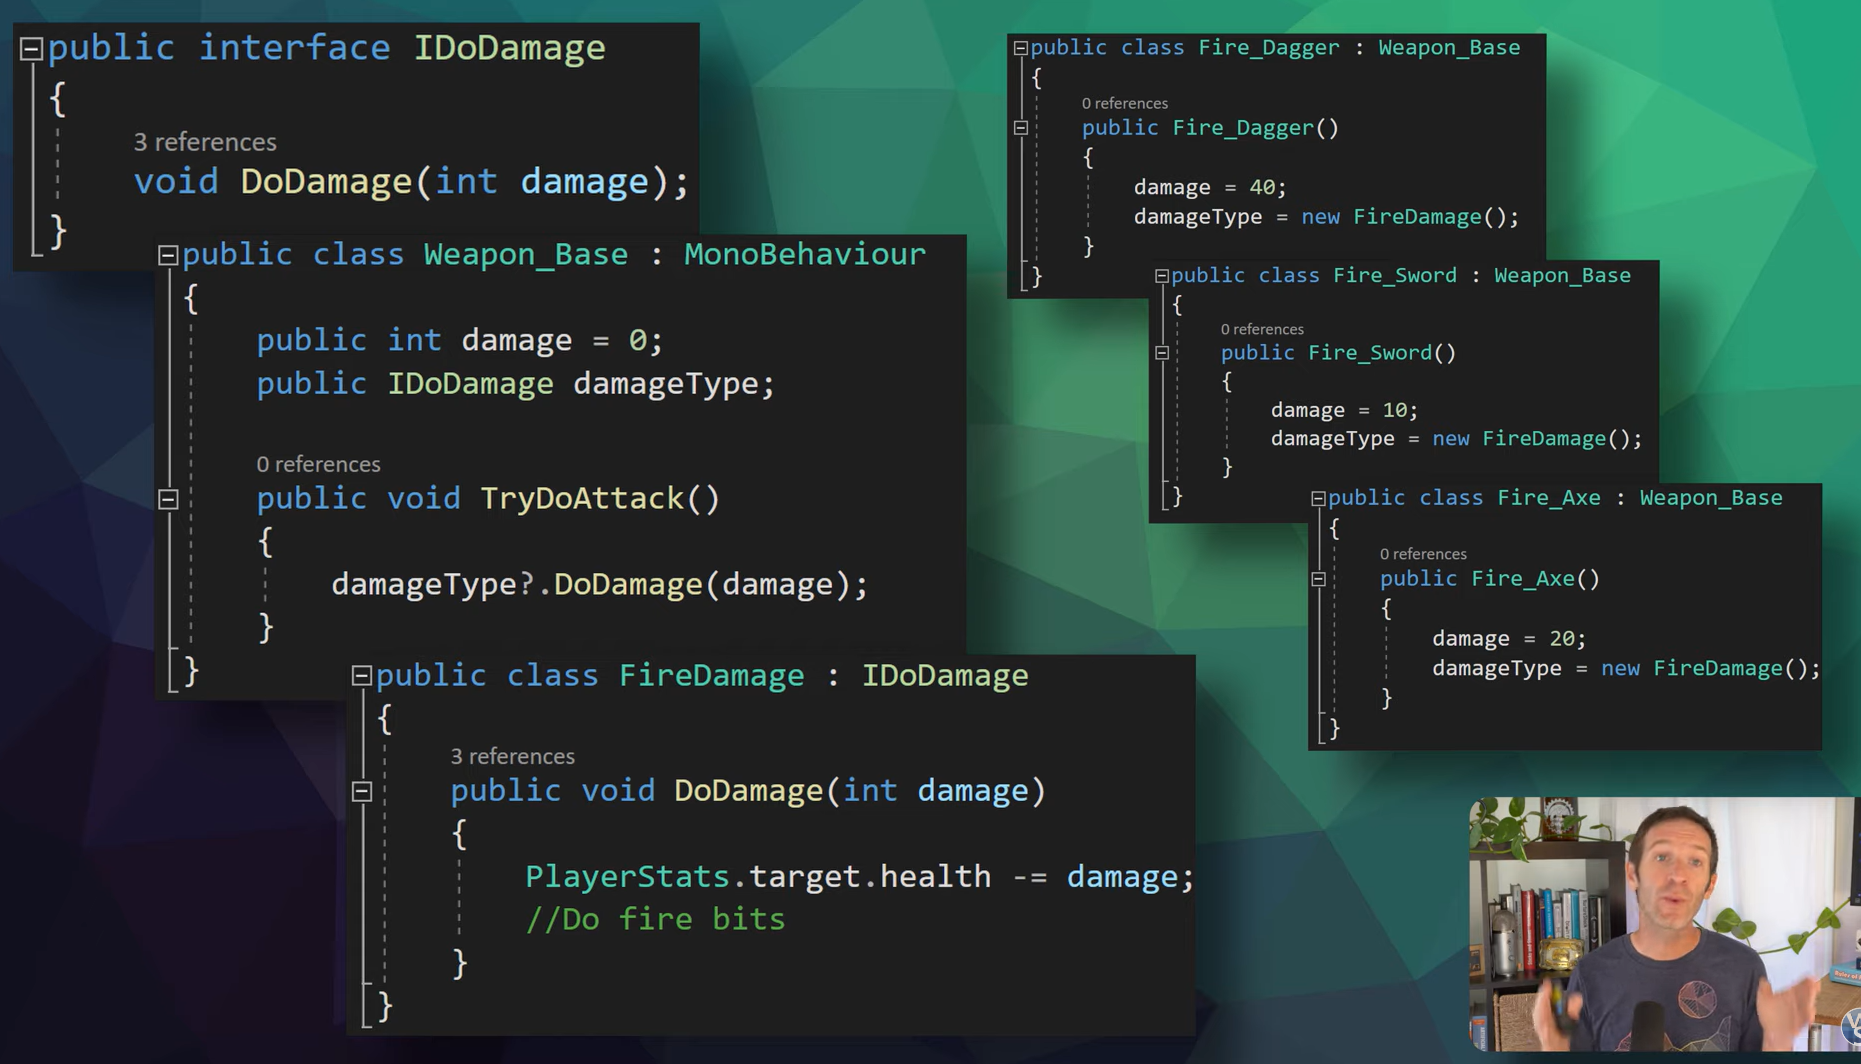 public interface IDoDamage
{
3 references
void DoDamage(int damage);
}
public class Weapon_Base : MonoBehaviour
{
public int damage = 0;
public IDoDamage damageType;
0 references
public void TryDoAttack()
{
damageType?.DoDamage(damage);
}
}
public class FireDamage : IDoDamage
{
3 references
public void DoDamage(int damage)
{
PlayerStats.target.health -= damage;
//Do fire bits
}
}
public class Fire_Dagger : Weapon_Base
{
0 references
public Fire_Dagger()
{
damage = 40;
damageType = new FireDamage();
}
}
public class Fire_Sword : Weapon_Base
{
0 references
public Fire_Sword()
{
damage = 10;
damageType = new FireDamage();
}
}
public class Fire_Axe : Weapon_Base
{
0 references
public Fire_Axe()
{
damage = 20;
damageType = new FireDamage();
}
}